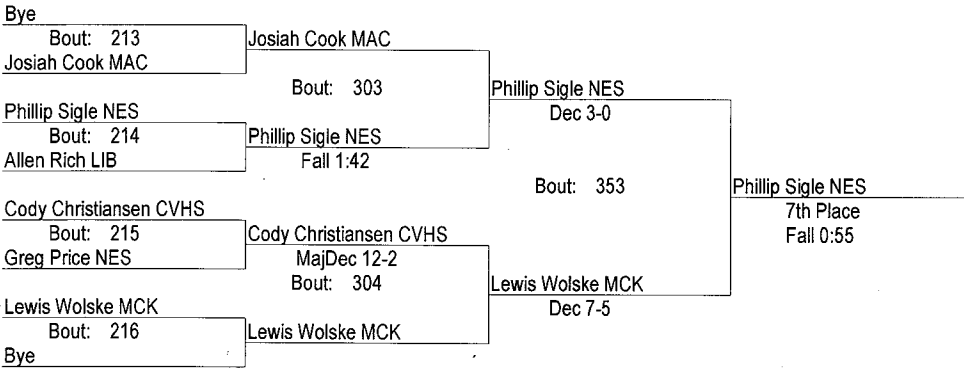 Bye
Bout: 213
Josiah Cook MAC
Josiah Cook MAC
Bout: 303
Phillip Sigle NES
Bout: 214
Allen Rich LIB
Phillip Sigle NES
Fall 1:42
Phillip Sigle NES
Dec 3-0
Cody Christiansen CVHS
Bout: 215
Greg Price NES
Cody Christiansen CVHS
MajDec 12-2
Bout: 304
Lewis Wolske MCK
Bout: 216
Bye
Lewis Wolske MCK
Lewis Wolske MCK
Dec 7-5
Bout: 353
Phillip Sigle NES
7th Place
Fall 0:55